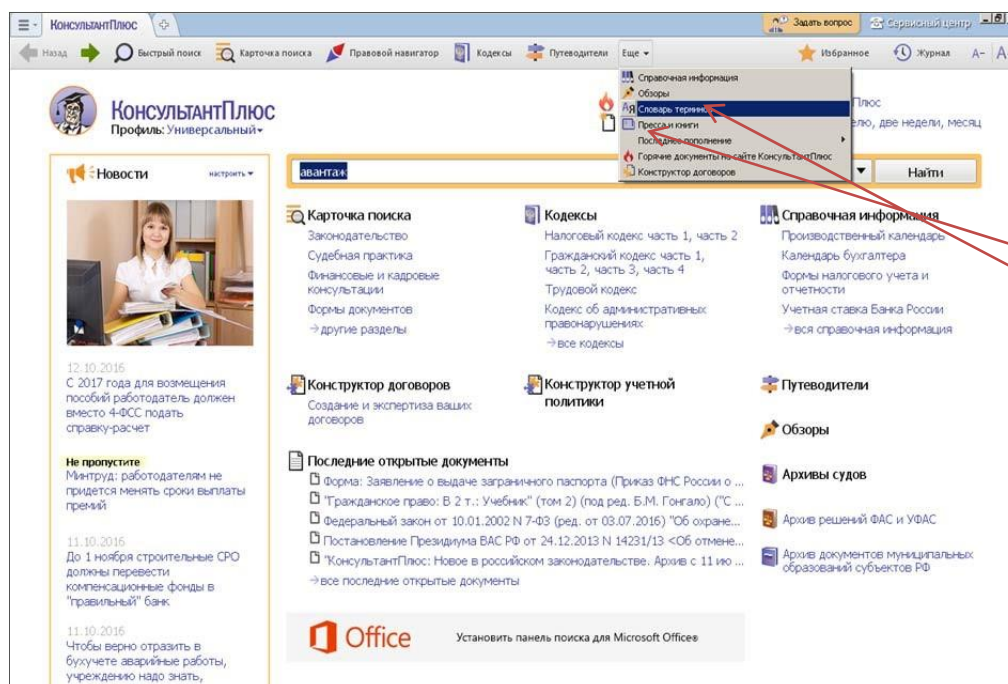 КонсультантПлюс
Задать вопрос
Сервисный центр
Назад
Быстрый поиск
Карточка поиска
Правовой навигатор
Кодексы
Путеводители
Еще
Избранное
Журнал
А- А
КонсультантПлюс
Профиль: Универсальный
Справочная информация
Обзоры
Словарь терминов
Пресса и книги
Последнее пополнение
Горячие документы на сайте КонсультантПлюс
Конструктор договоров
Плюс
две недели, месяц
Новости
настроить
авантаж
Найти
12.10.2016
С 2017 года для возмещения
пособий работодатель должен
вместо 4-ФСС подать
справку-расчет
Не пропустите
Минтруд: работодателям не
придется менять сроки выплаты
премий
11.10.2016
До 1 ноября строительные СРО
должны перевести
компенсационные фонды в
"правильный" банк
11.10.2016
Чтобы верно отразить в
бухучете аварийные работы,
учреждению надо знать,
Карточка поиска
Законодательство
Судебная практика
Финансовые и кадровые
консультации
Формы документов
→другие разделы
Кодексы
Налоговый кодекс часть 1, часть 2
Гражданский кодекс часть 1,
часть 2, часть 3, часть 4
Трудовой кодекс
Кодекс об административных
правонарушениях
→все кодексы
Справочная информация
Производственный календарь
Календарь бухгалтера
Формы налогового учета и
отчетности
Учетная ставка Банка России
→вся справочная информация
Конструктор договоров
Создание и экспертиза ваших
договоров
Конструктор учетной
политики
Путеводители
Обзоры
Последние открытые документы
Форма: Заявление о выдаче заграничного паспорта (Приказ ФНС России о ...
"Гражданское право: В 2 т.: Учебник" (том 2) (под ред. Б.М. Гонгало) ("С ...
Федеральный закон от 10.01.2002 N 7-ФЗ (ред. от 03.07.2016) "Об охране...
Постановление Президиума ВАС РФ от 24.12.2013 N 14231/13 <Об отмене...
"КонсультантПлюс: Новое в российском законодательстве. Архив с 11 ию ...
→все последние открытые документы
Архивы судов
Архив решений ФАС и УФАС
Архив документов муниципальных
образований субъектов РФ
Office
Установить панель поиска для Microsoft Office®